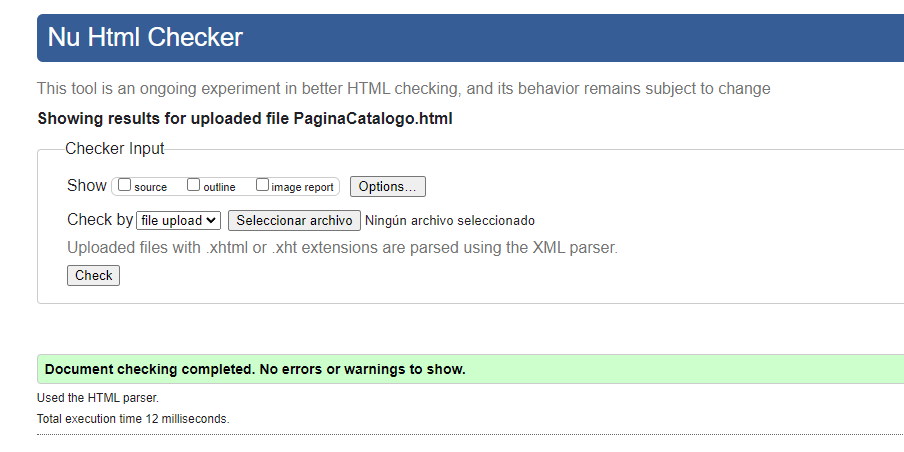 Nu Html Checker
This tool is an ongoing experiment in better HTML checking, and its behavior remains subject to change
Showing results for uploaded file PaginaCatalogo.html
Checker Input
Show source outline image report Options...
Check by file upload Seleccionar archivo Ningún archivo seleccionado
Uploaded files with .xhtml or .xht extensions are parsed using the XML parser.
Check
Document checking completed. No errors or warnings to show.
Used the HTML parser.
Total execution time 12 milliseconds.